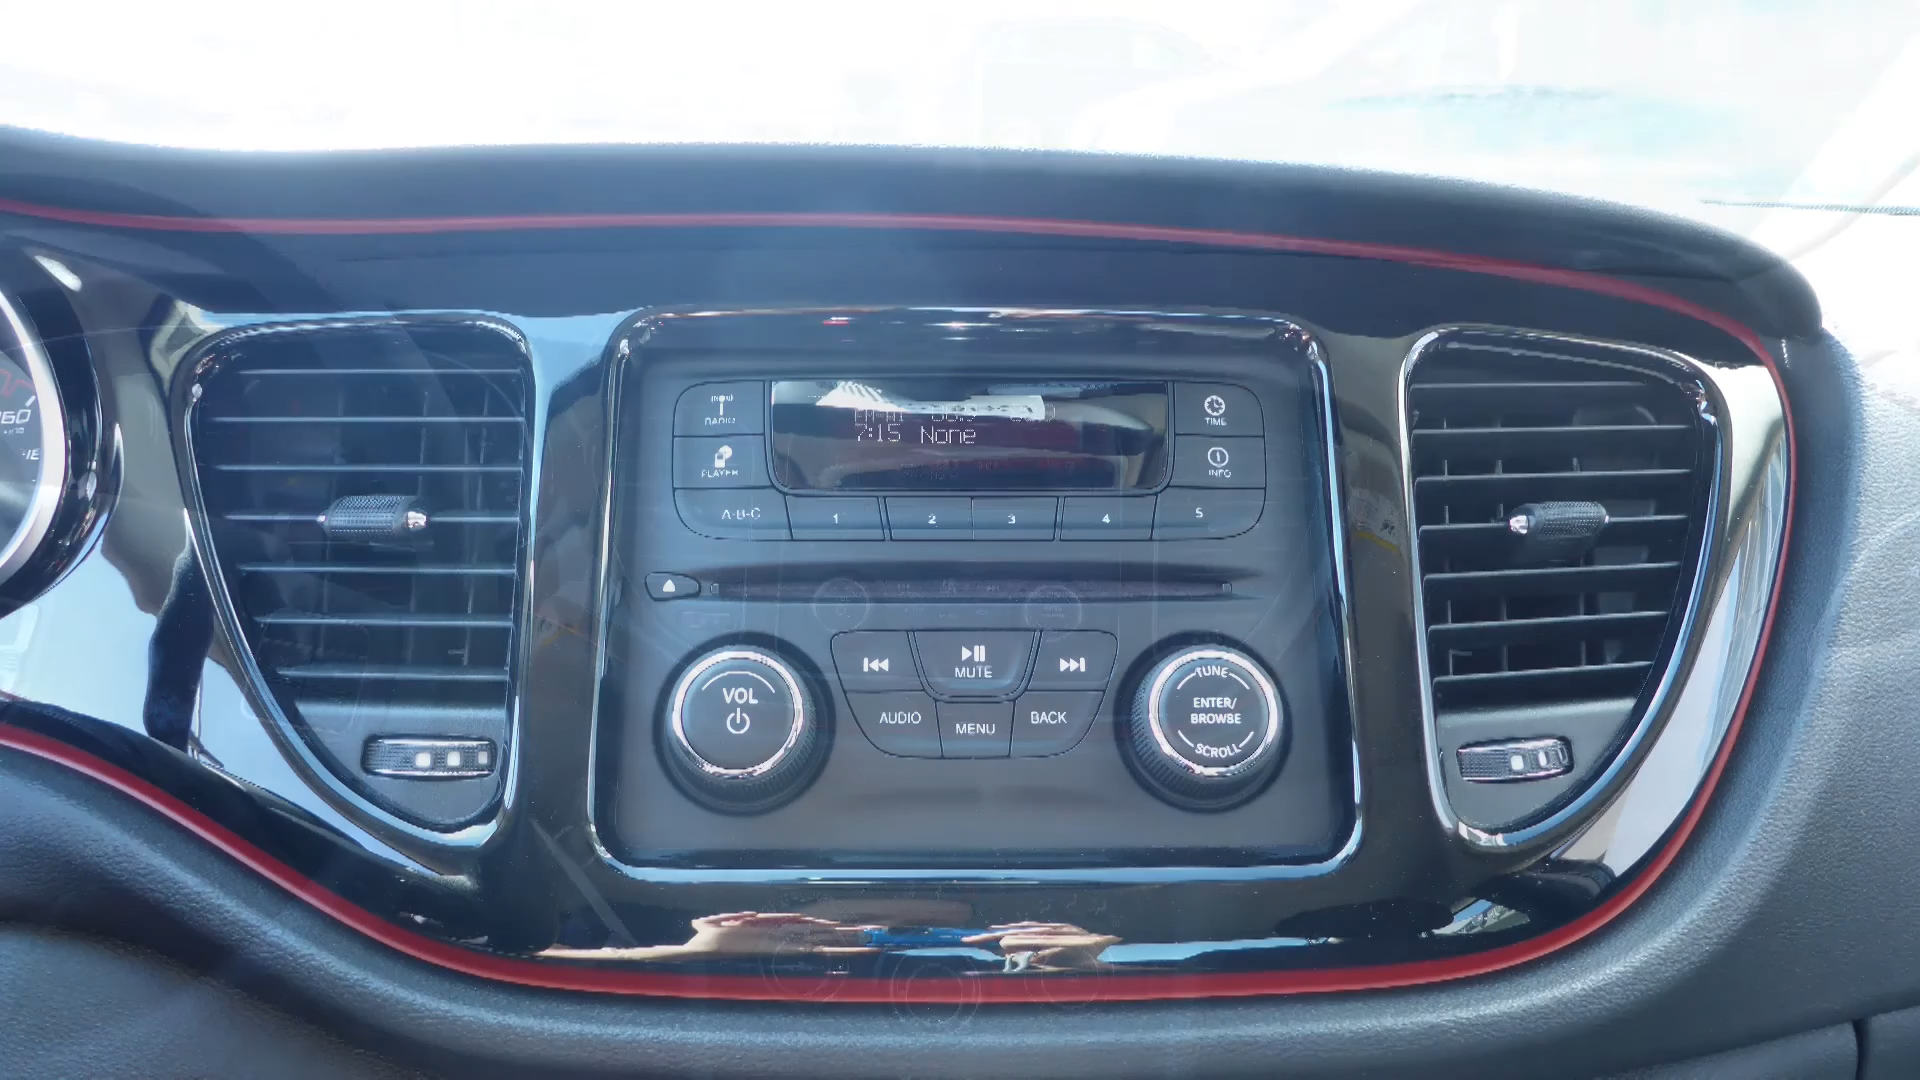 160
RADIO
7:15 None
TIME
PLAYER
INFO
A-B-C
1
2
3
4
5
VOL
MUTE
AUDIO
MENU
BACK
TUNE
ENTER/
BROWSE
SCROLL